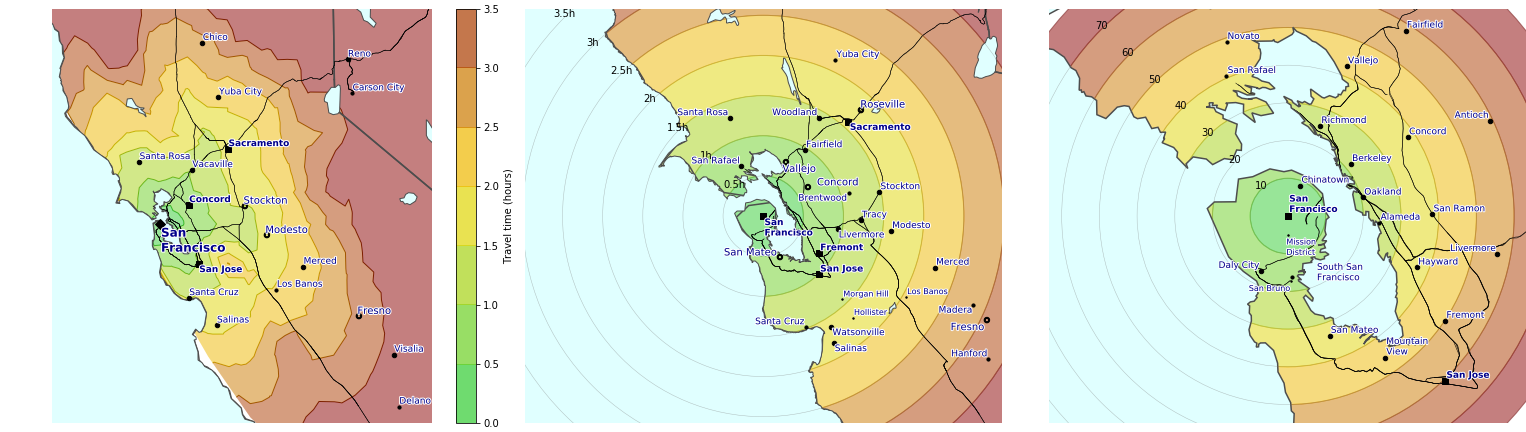 Chico
Reno
Carson City
Yuba City
Sacramento
Santa Rosa
Vacaville
Concord
Stockton
San
Francisco
Modesto
San Jose
Merced
Santa Cruz
Los Banos
Salinas
Fresno
Visalia
Delano
3.5
3.0
2.5
2.0
1.5
1.0
0.5
0.0
Travel time (hours)
3.5h
3h
2.5h
2h
1.5h
1h
0.5h
Yuba City
Roseville
Santa Rosa
Woodland
Sacramento
Fairfield
San Rafael
Vallejo
Concord
Stockton
Brentwood
Tracy
San
Francisco
Modesto
Livermore
San Mateo
Fremont
San Jose
Merced
Morgan Hill
Los Banos
Hollister
Madera
Santa Cruz
Watsonville
Fresno
Salinas
Hanford
70
60
50
40
30
20
10
Fairfield
Novato
Vallejo
San Rafael
Antioch
Richmond
Concord
Berkeley
Chinatown
Oakland
San
Francisco
San Ramon
Alameda
Mission
District
Livermore
Daly City
South San
Francisco
Hayward
San Bruno
Fremont
San Mateo
Mountain
View
San Jose